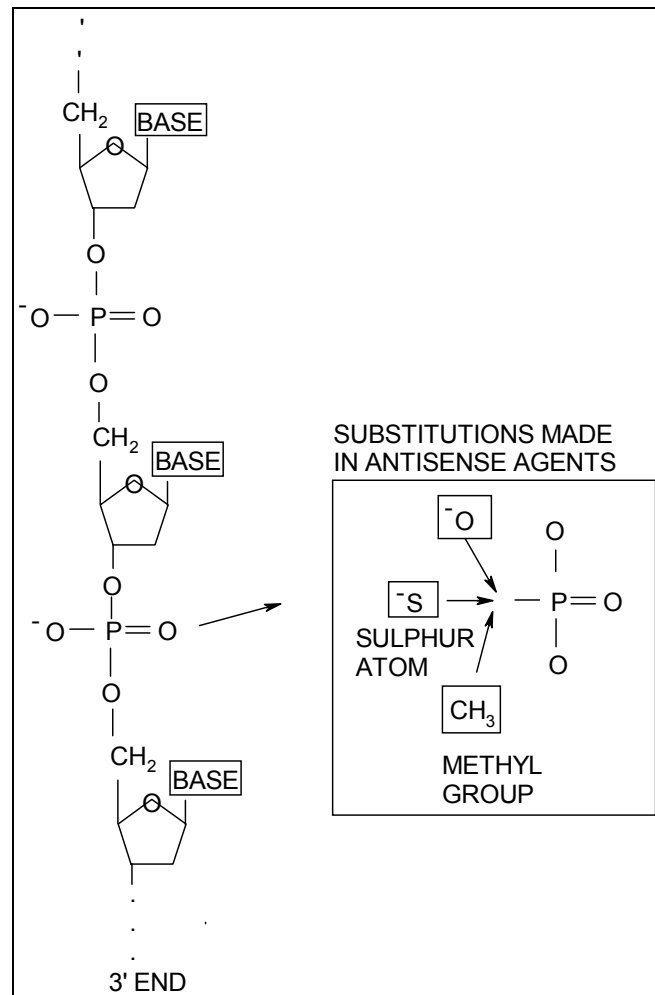 CH2
BASE
O
O
-O P O
O
CH2
BASE
O
O
-O P O
O
CH2
BASE
O
3' END
SUBSTITUTIONS MADE
IN ANTISENSE AGENTS
-O
O
-S
P O
SULPHUR
ATOM
O
CH3
METHYL
GROUP